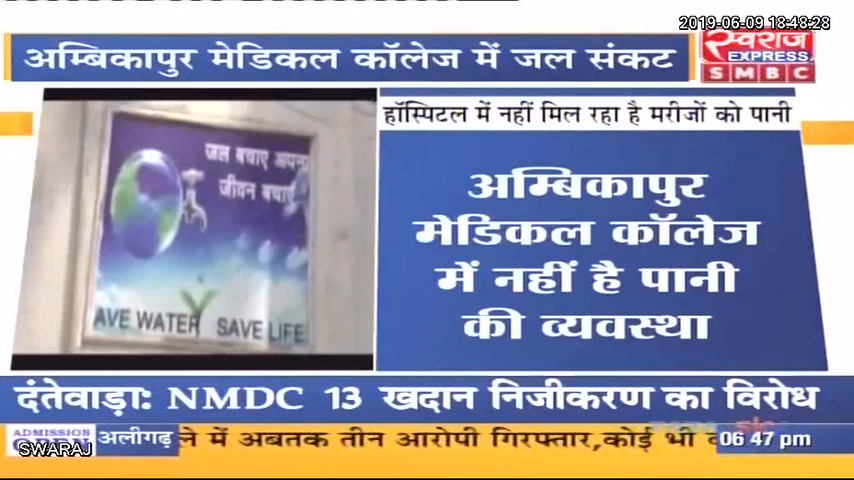 2019-06-09 18:48:28
अम्बिकापुर मेडिकल कॉलेज में जल संकट
स्वराज
EXPRESS
SMBC
हॉस्पिटल में नहीं मिल रहा है मरीजों को पानी
जल बचाए अपना
जीवन बचाए
AVE WATER SAVE LIFE
अम्बिकापुर
मेडिकल कॉलेज
में नहीं है पानी
की व्यवस्था
दंतेवाड़ा: NMDC 13 खदान निजीकरण का विरोध
ADMISSION
OPEN
SWARAJ
अलीगढ़
ले में अबतक तीन आरोपी गिरफ्तार,कोई भी
06 47 pm